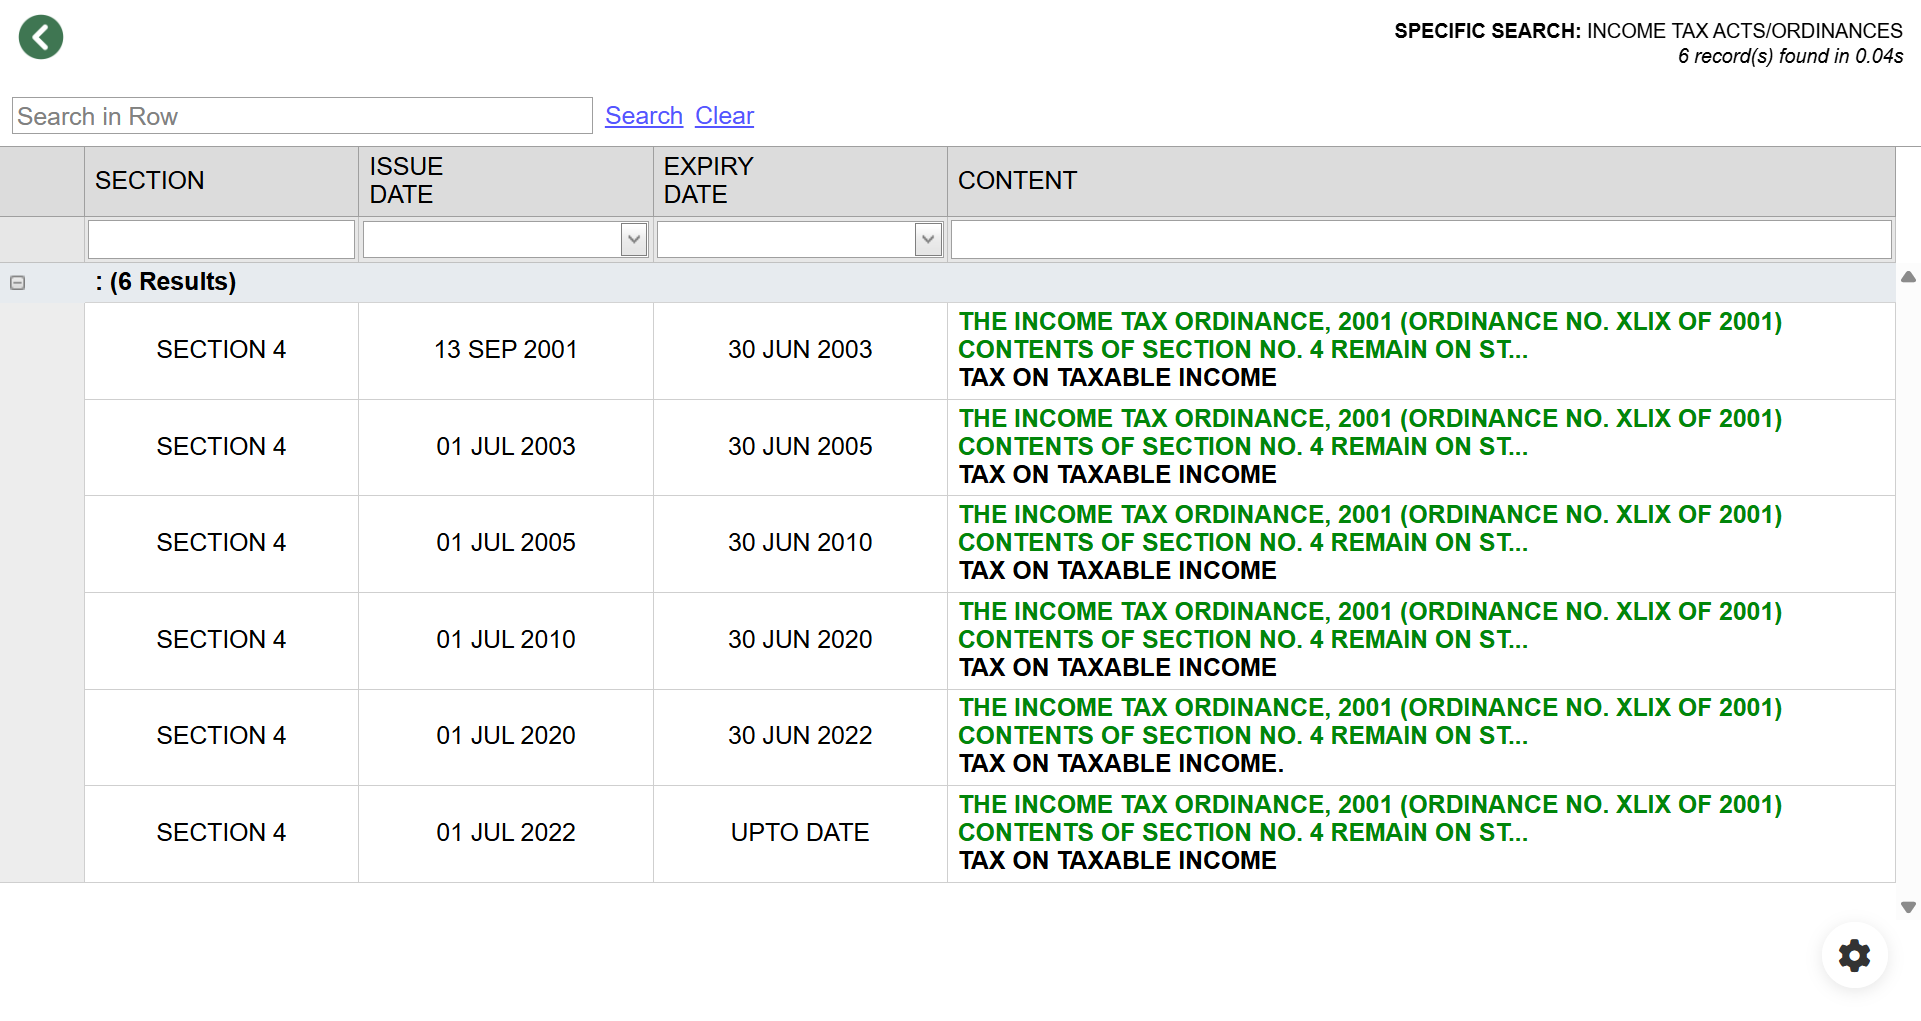 SPECIFIC SEARCH: INCOME TAX ACTS/ORDINANCES
6 record(s) found in 0.04s
Search in Row Search Clear
SECTION ISSUE DATE EXPIRY DATE CONTENT
: (6 Results)
SECTION 4 13 SEP 2001 30 JUN 2003 THE INCOME TAX ORDINANCE, 2001 (ORDINANCE NO. XLIX OF 2001)
CONTENTS OF SECTION NO. 4 REMAIN ON ST...
TAX ON TAXABLE INCOME
SECTION 4 01 JUL 2003 30 JUN 2005 THE INCOME TAX ORDINANCE, 2001 (ORDINANCE NO. XLIX OF 2001)
CONTENTS OF SECTION NO. 4 REMAIN ON ST...
TAX ON TAXABLE INCOME
SECTION 4 01 JUL 2005 30 JUN 2010 THE INCOME TAX ORDINANCE, 2001 (ORDINANCE NO. XLIX OF 2001)
CONTENTS OF SECTION NO. 4 REMAIN ON ST...
TAX ON TAXABLE INCOME
SECTION 4 01 JUL 2010 30 JUN 2020 THE INCOME TAX ORDINANCE, 2001 (ORDINANCE NO. XLIX OF 2001)
CONTENTS OF SECTION NO. 4 REMAIN ON ST...
TAX ON TAXABLE INCOME
SECTION 4 01 JUL 2020 30 JUN 2022 THE INCOME TAX ORDINANCE, 2001 (ORDINANCE NO. XLIX OF 2001)
CONTENTS OF SECTION NO. 4 REMAIN ON ST...
TAX ON TAXABLE INCOME.
SECTION 4 01 JUL 2022 UPTO DATE THE INCOME TAX ORDINANCE, 2001 (ORDINANCE NO. XLIX OF 2001)
CONTENTS OF SECTION NO. 4 REMAIN ON ST...
TAX ON TAXABLE INCOME